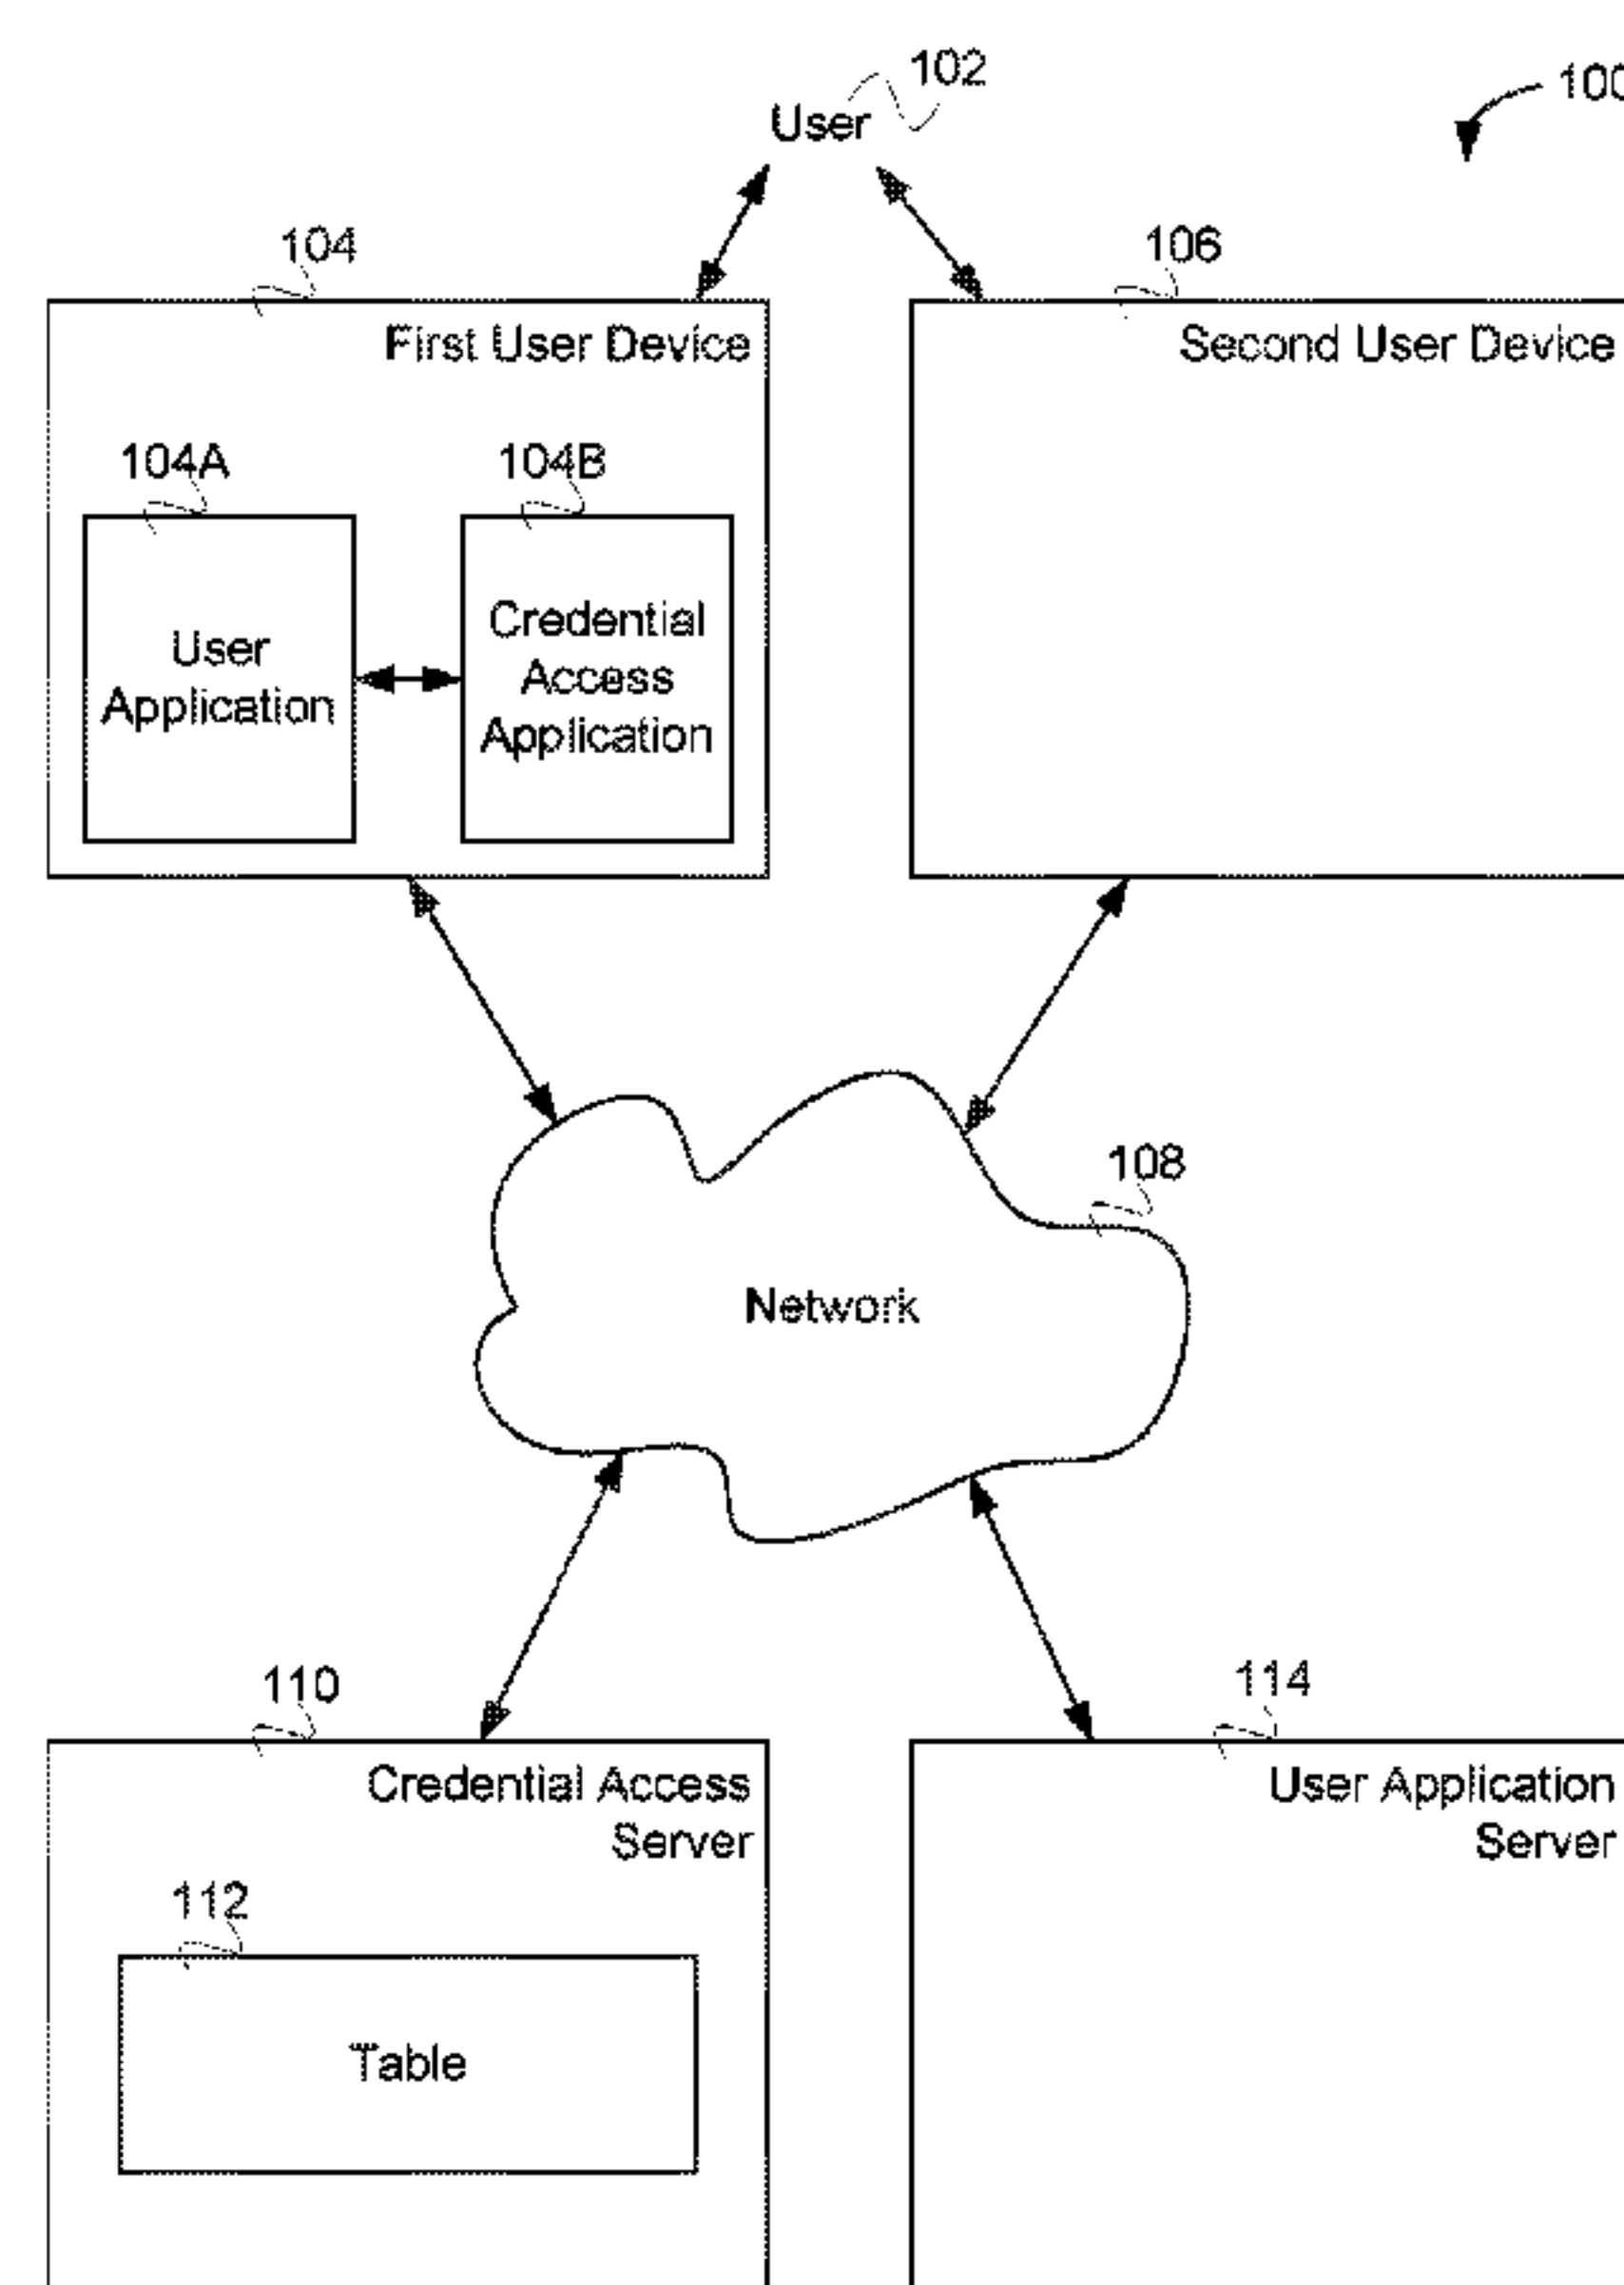 102
User
100
104
106
First User Device
Second User Device
104A
104B
User
Application
Credential
Access
Application
108
Network
110
114
Credential Access
Server
User Application
Server
112
Table